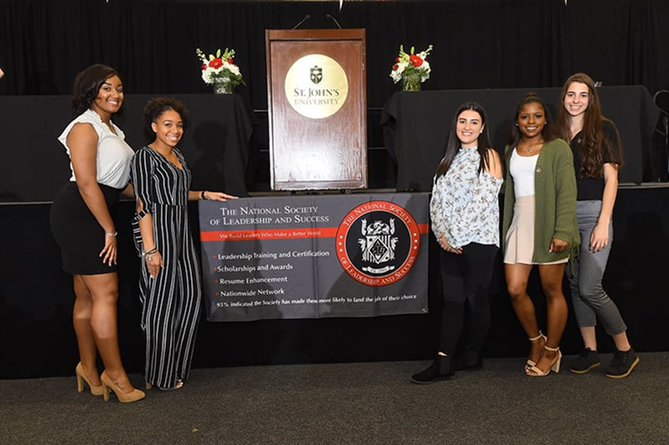 ST. JOHN'S
UNIVERSITY
THE NATIONAL SOCIETY
OF LEADERSHIP AND SUCCESS
We Build Leaders Who Make a Better World
Leadership Training and Certification
Scholarships and Awards
Resume Enhancement
Nationwide Network
95% indicated the Society has made them more likely to land the job of their choice
THE NATIONAL SOCIETY
OF LEADERSHIP AND SUCCESS